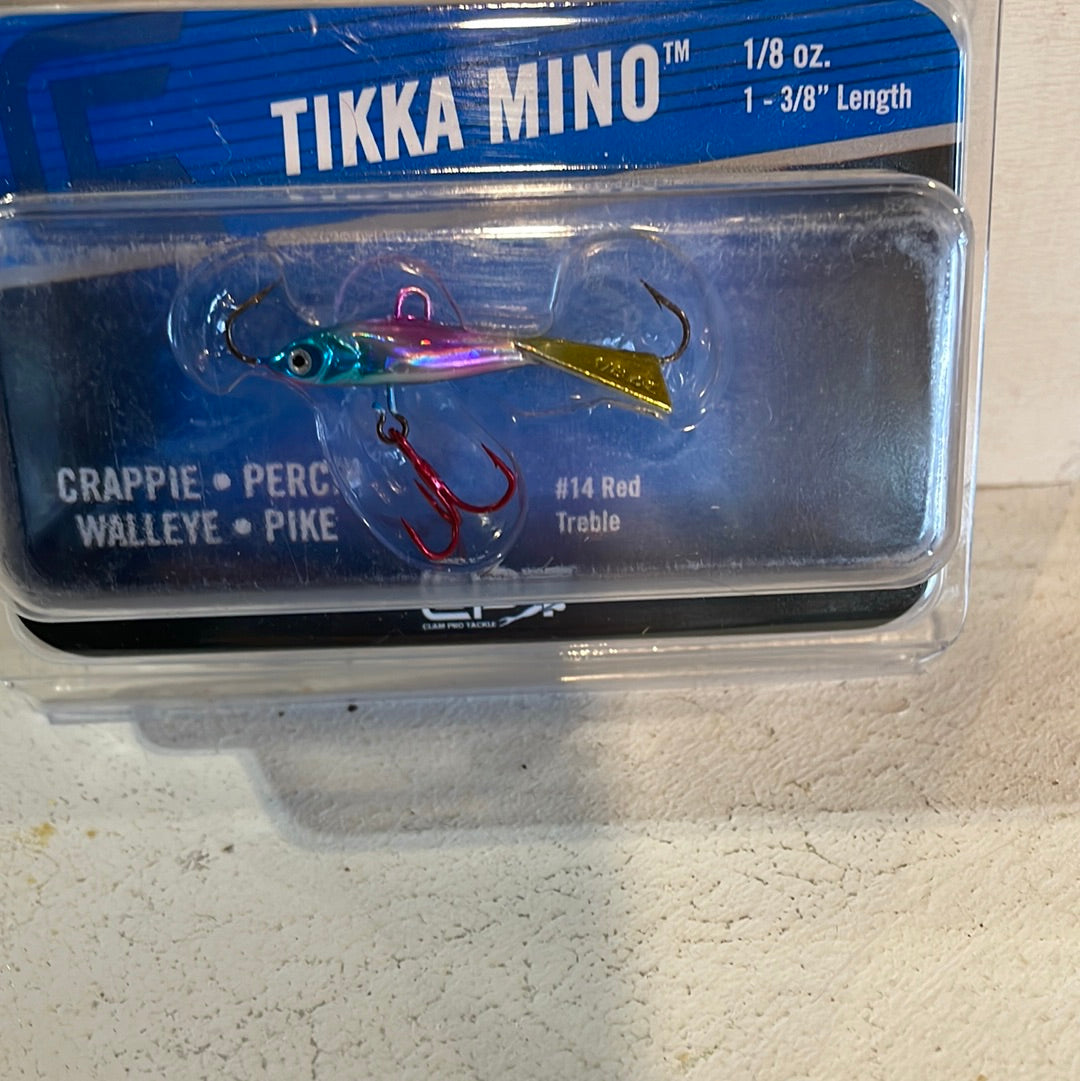 TIKKA MINO™
1/8 oz.
1 - 3/8” Length
CRAPPIE • PERC
WALLEYE • PIKE
#14 Red
Treble
CLAM PRO TACKLE